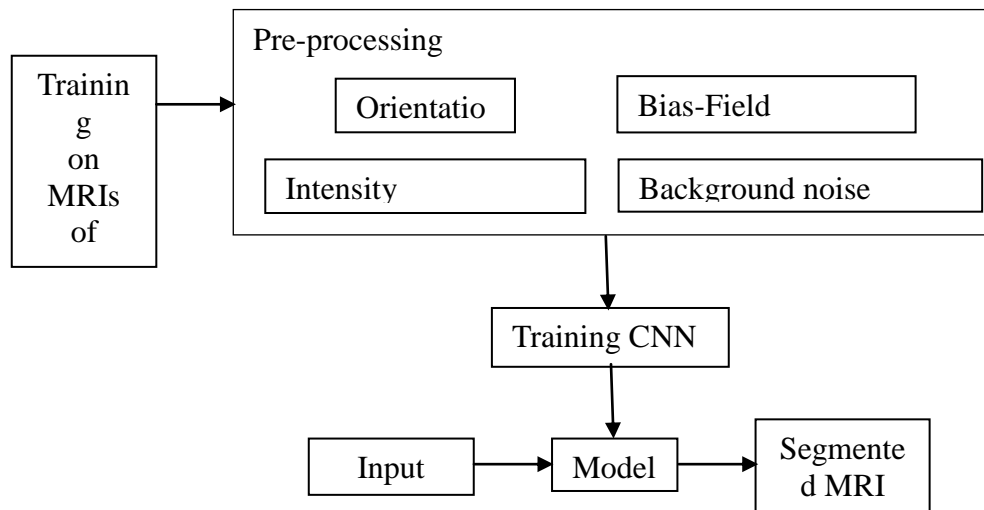 Pre-processing
Trainin
g
on
MRIs
of
Orientatio
Bias-Field
Intensity
Background noise
Training CNN
Input
Model
Segmente
d MRI